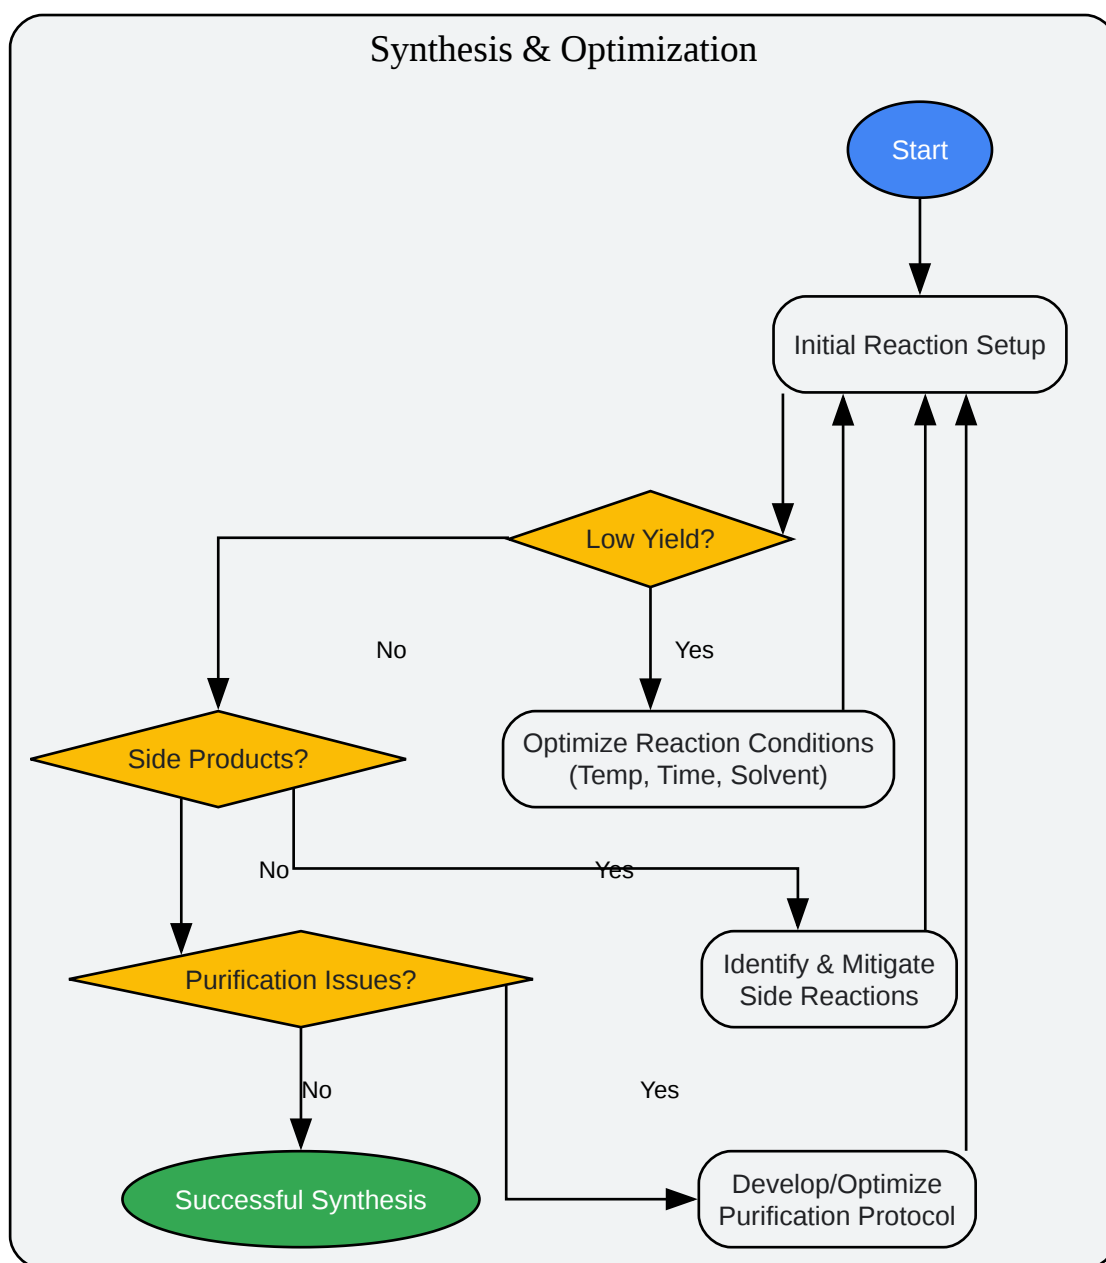 Synthesis & Optimization
Start
Initial Reaction Setup
Low Yield?
No
Yes
Side Products?
Optimize Reaction Conditions
(Temp, Time, Solvent)
No
Yes
Purification Issues?
Identify & Mitigate
Side Reactions
No
Yes
Successful Synthesis
Develop/Optimize
Purification Protocol